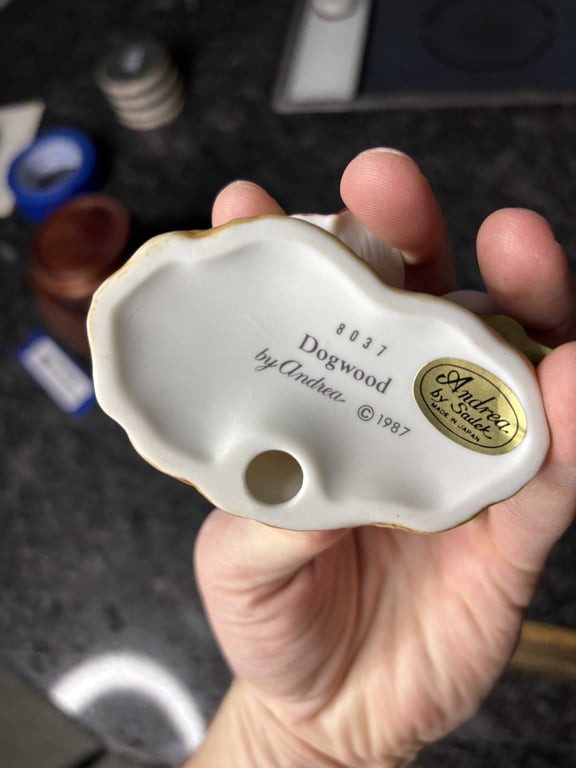 8037
Dogwood
by Andrea
©1987
Andrea
by Sadek
MADE IN JAPAN